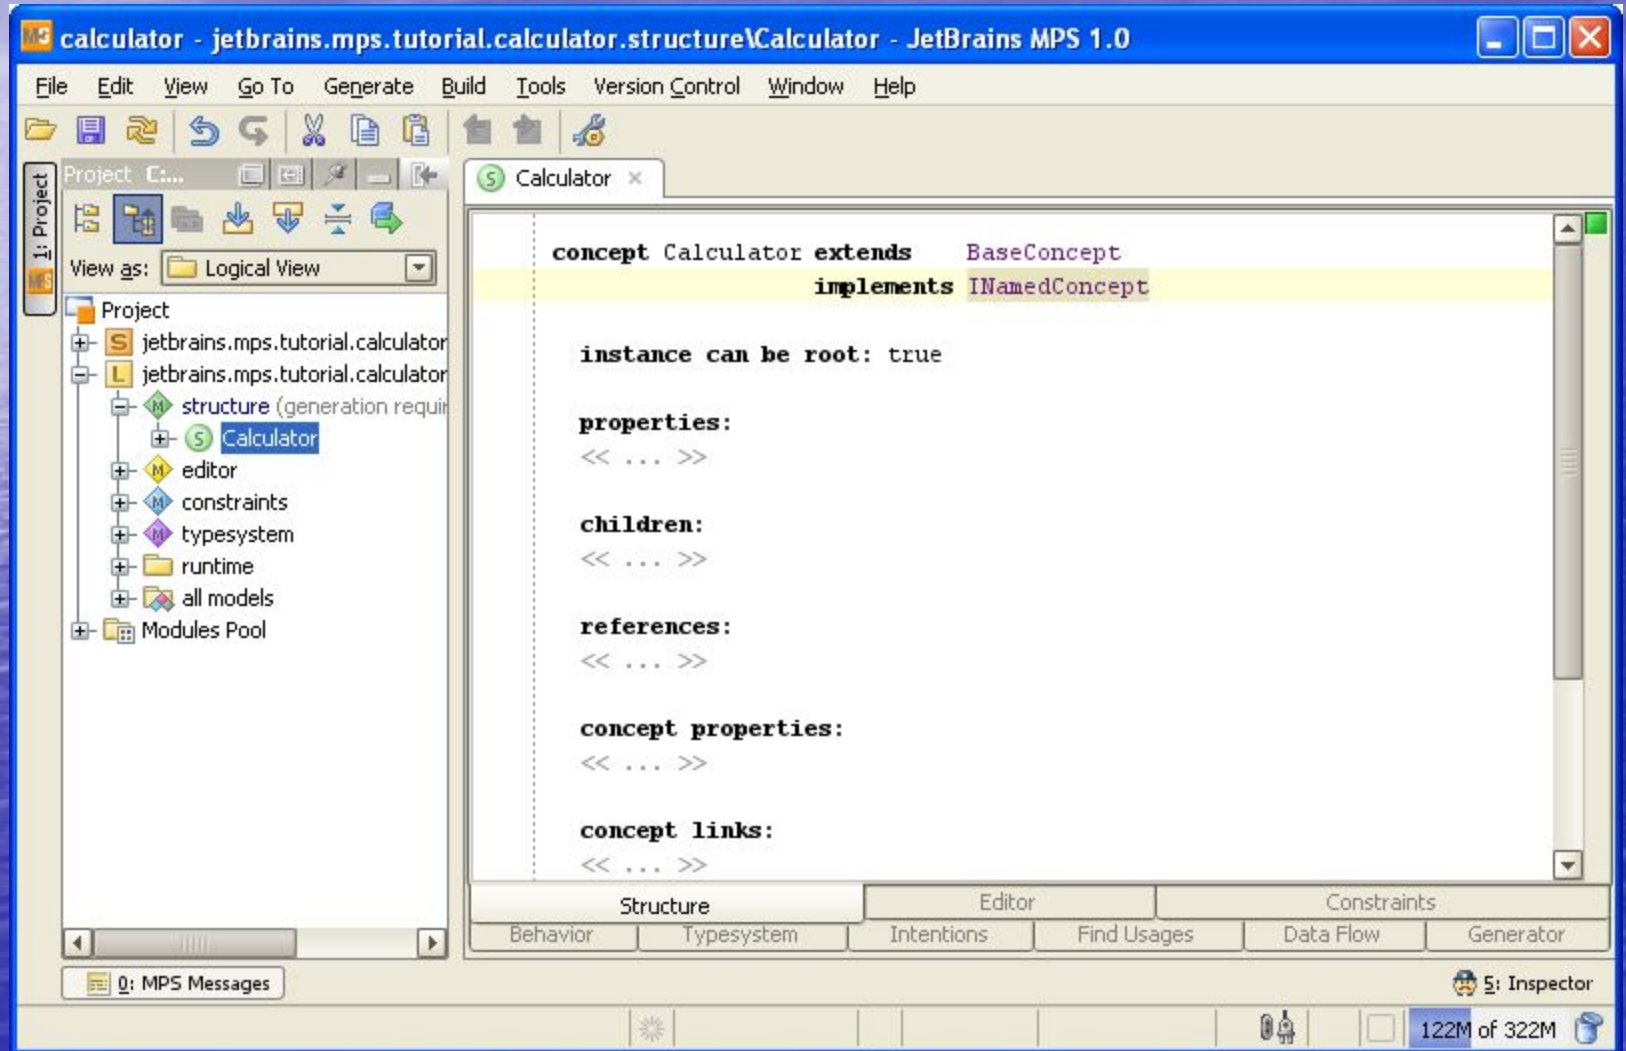 calculator - jetbrains.mps.tutorial.calculator.structure\Calculator - JetBrains MPS 1.0
File Edit View Go To Generate Build Tools Version Control Window Help
1: Project
Project C:...
View as: Logical View
Project
S jetbrains.mps.tutorial.calculator
L jetbrains.mps.tutorial.calculator
M structure (generation requir
S Calculator
M editor
M constraints
M typesystem
runtime
all models
Modules Pool
S Calculator
concept Calculator extends BaseConcept
implements INamedConcept
instance can be root: true
properties:
<< ... >>
children:
<< ... >>
references:
<< ... >>
concept properties:
<< ... >>
concept links:
<< ... >>
Structure Editor Constraints
Behavior Typesystem Intentions Find Usages Data Flow Generator
0: MPS Messages
5: Inspector
122M of 322M